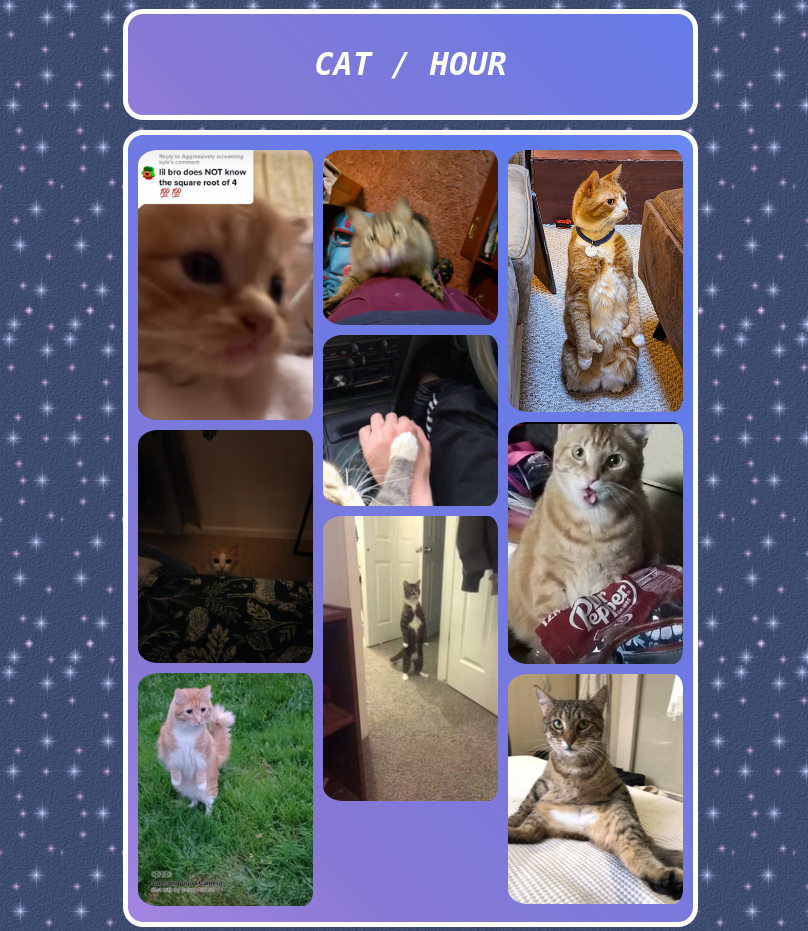 CAT / HOUR
Reply to Aggressively screaming
kyle's comment
lil bro does NOT know
the square root of 4
💯 💯
Dr
Pepper